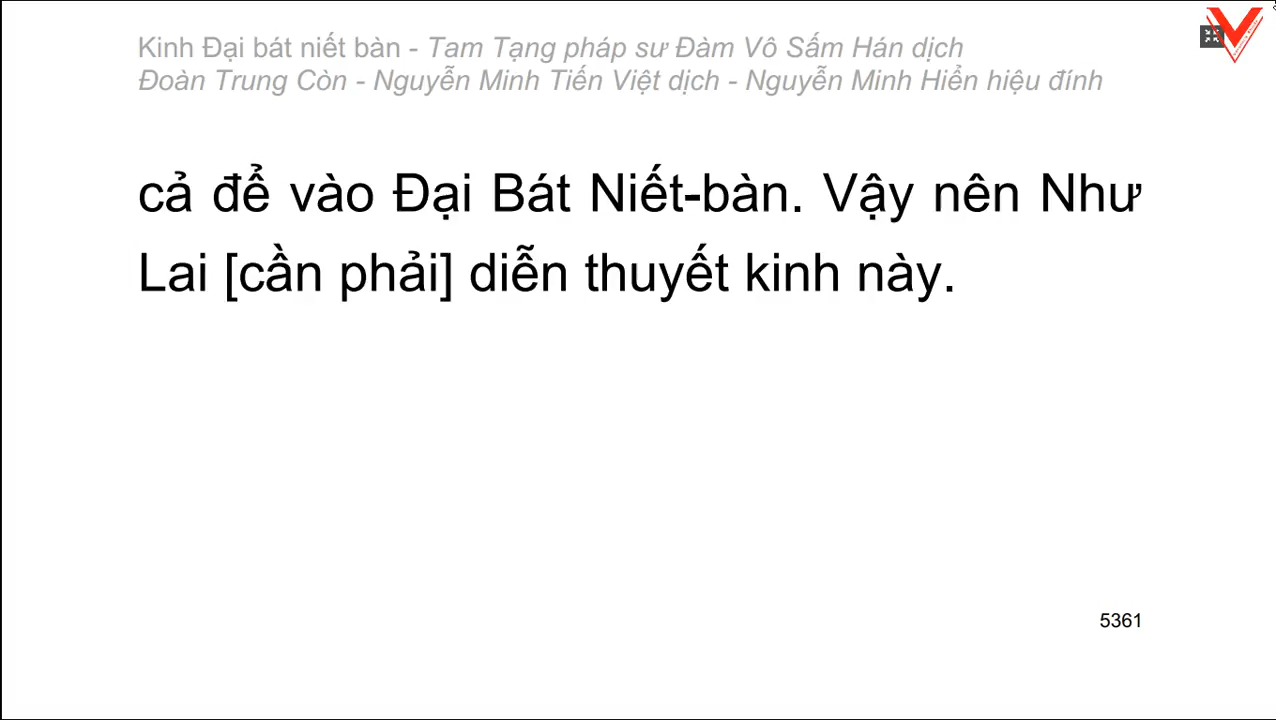 Kinh Đại bát niết bàn - Tam Tạng pháp sư Đàm Vô Sấm Hán dịch
Đoàn Trung Còn - Nguyễn Minh Tiến Việt dịch - Nguyễn Minh Hiển hiệu đính
cả để vào Đại Bát Niết-bàn. Vậy nên Như
Lai [cần phải] diễn thuyết kinh này.
5361